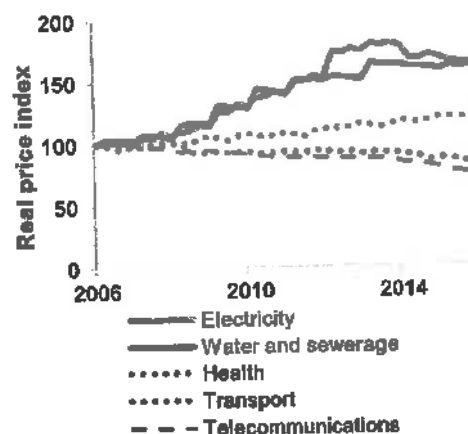 Real price index
200
150
100
50
0
2006 2010 2014
Electricity
Water and sewerage
Health
Transport
Telecommunications